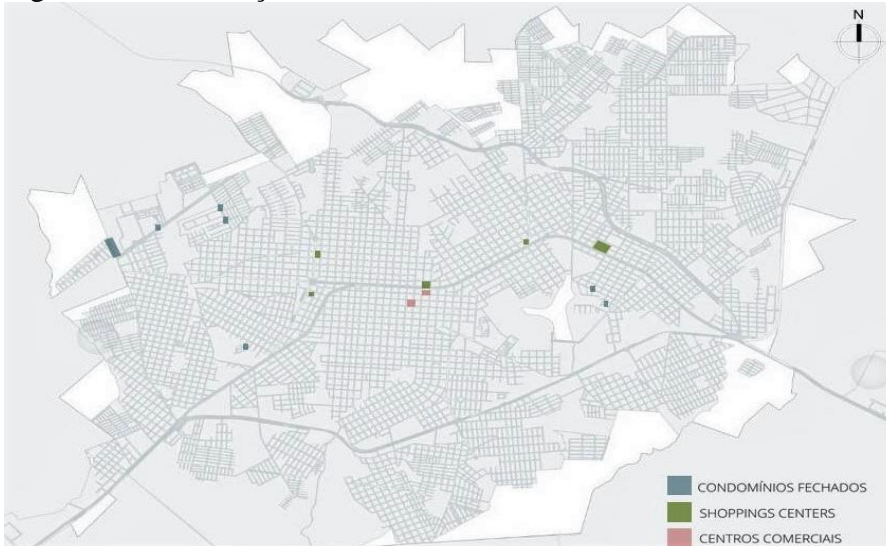 N
CONDOMÍNIOS FECHADOS
SHOPPINGS CENTERS
CENTROS COMERCIAIS